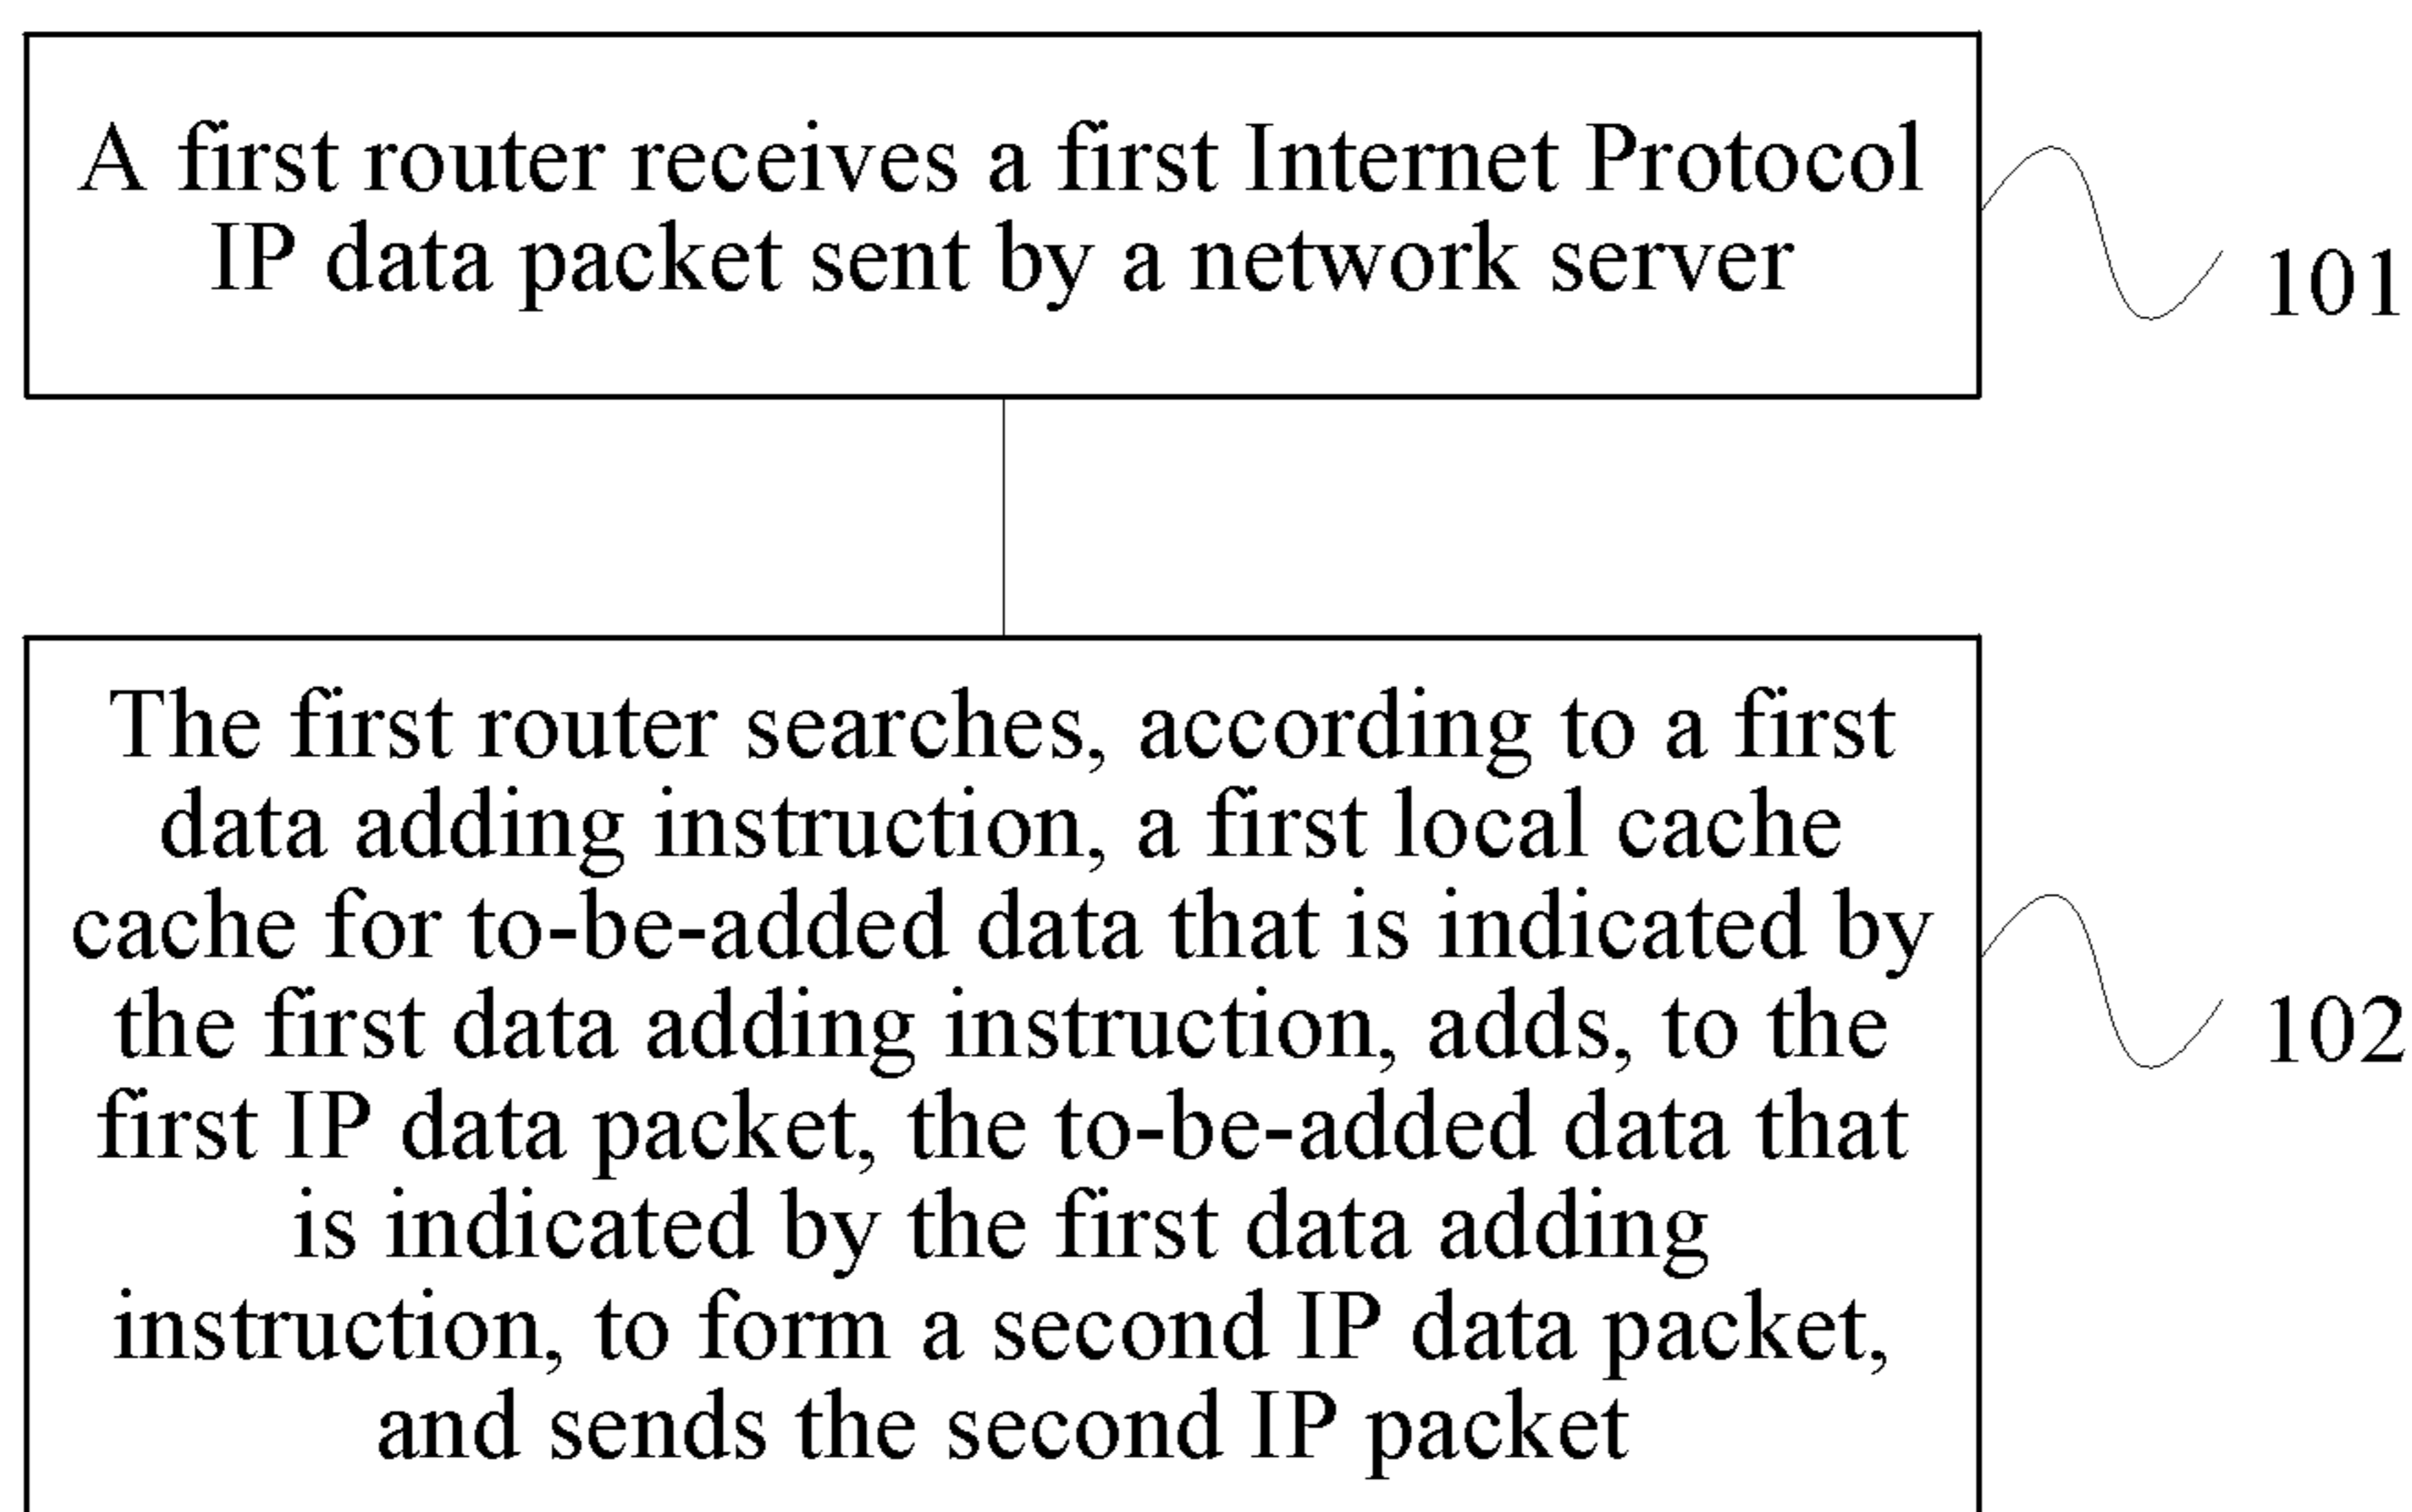 A first router receives a first Internet Protocol
IP data packet sent by a network server
101
The first router searches, according to a first
data adding instruction, a first local cache
cache for to-be-added data that is indicated by
the first data adding instruction, adds, to the
first IP data packet, the to-be-added data that
is indicated by the first data adding
instruction, to form a second IP data packet,
and sends the second IP packet
102